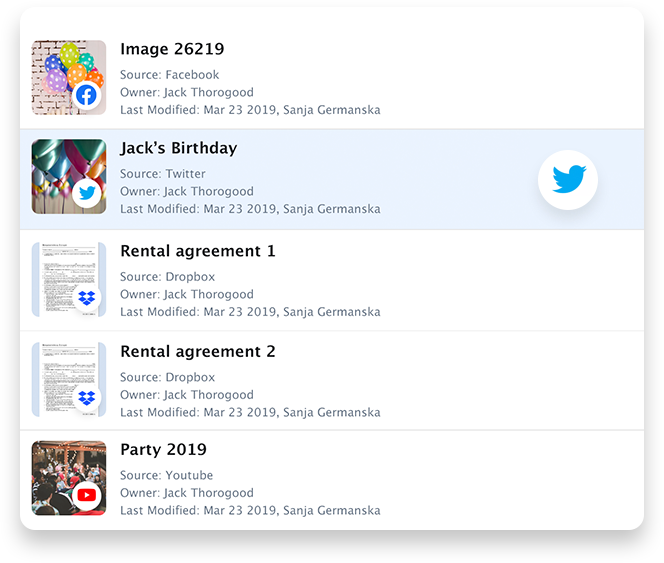 Image 26219
Source: Facebook
Owner: Jack Thorogood
Last Modified: Mar 23 2019, Sanja Germanska
Jack’s Birthday
Source: Twitter
Owner: Jack Thorogood
Last Modified: Mar 23 2019, Sanja Germanska
Rental agreement 1
Source: Dropbox
Owner: Jack Thorogood
Last Modified: Mar 23 2019, Sanja Germanska
Rental agreement 2
Source: Dropbox
Owner: Jack Thorogood
Last Modified: Mar 23 2019, Sanja Germanska
Party 2019
Source: Youtube
Owner: Jack Thorogood
Last Modified: Mar 23 2019, Sanja Germanska